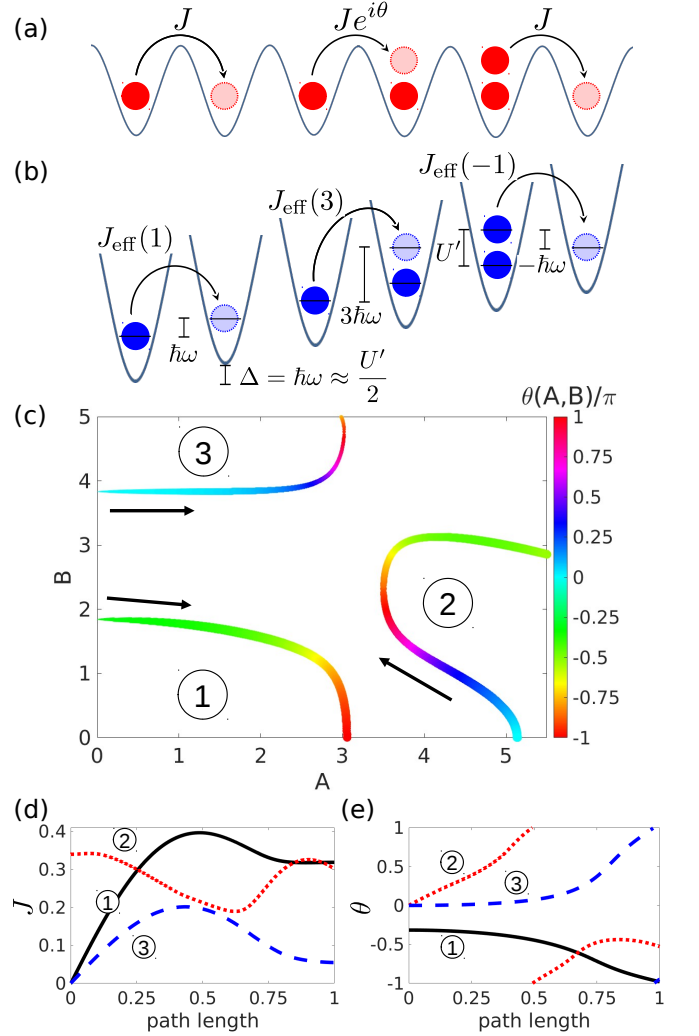 (a)
J
Je^{iθ}
J
(b)
J_eff(1)
J_eff(3)
J_eff(−1)
ħω
3ħω
U′
−ħω
Δ = ħω ≈ U′/2
(c)
θ(A,B)/π
5
4
3
2
1
0
B
0
1
2
3
4
5
A
3
2
1
1
0.75
0.5
0.25
0
-0.25
-0.5
-0.75
-1
(d)
0.4
0.3
0.2
0.1
0
J
2
1
3
0
0.25
0.5
0.75
1
path length
(e)
1
0.5
0
-0.5
-1
θ
2
3
1
0
0.25
0.5
0.75
1
path length